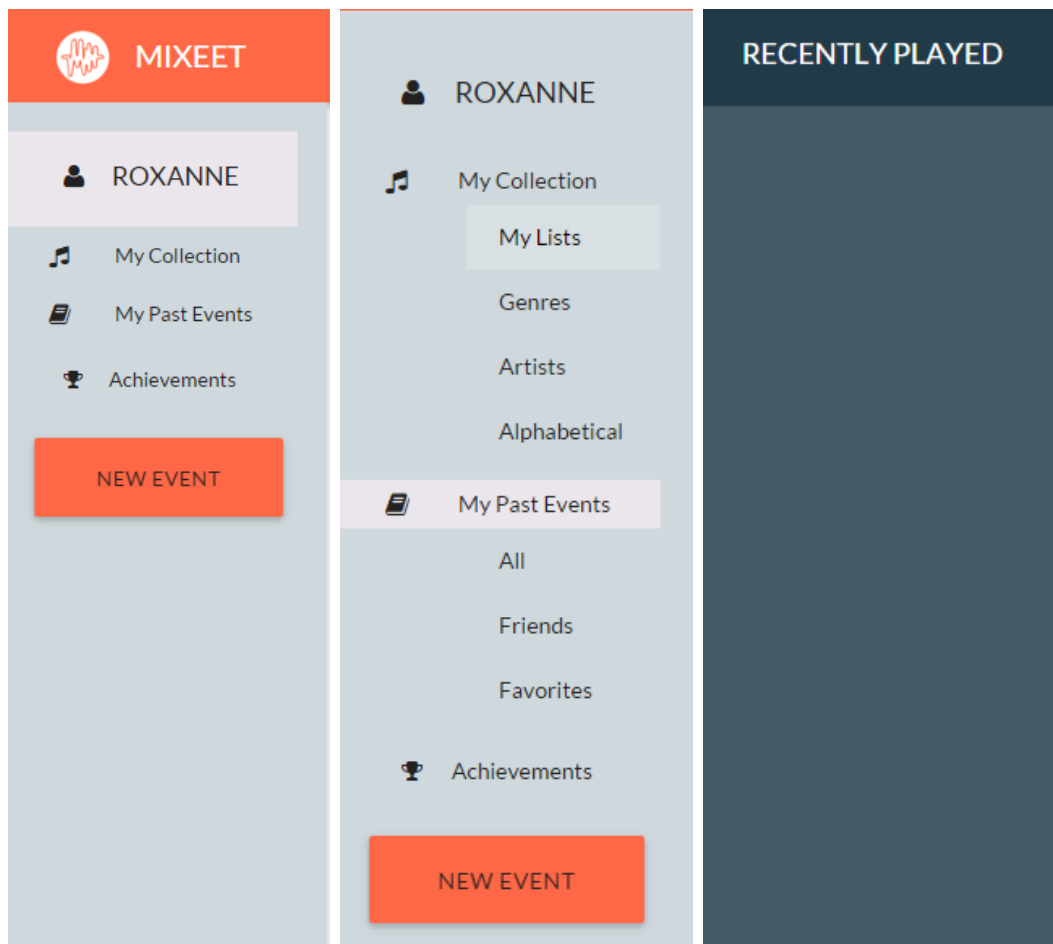 MIXEET
ROXANNE
My Collection
My Past Events
Achievements
NEW EVENT
ROXANNE
My Collection
My Lists
Genres
Artists
Alphabetical
My Past Events
All
Friends
Favorites
Achievements
NEW EVENT
RECENTLY PLAYED